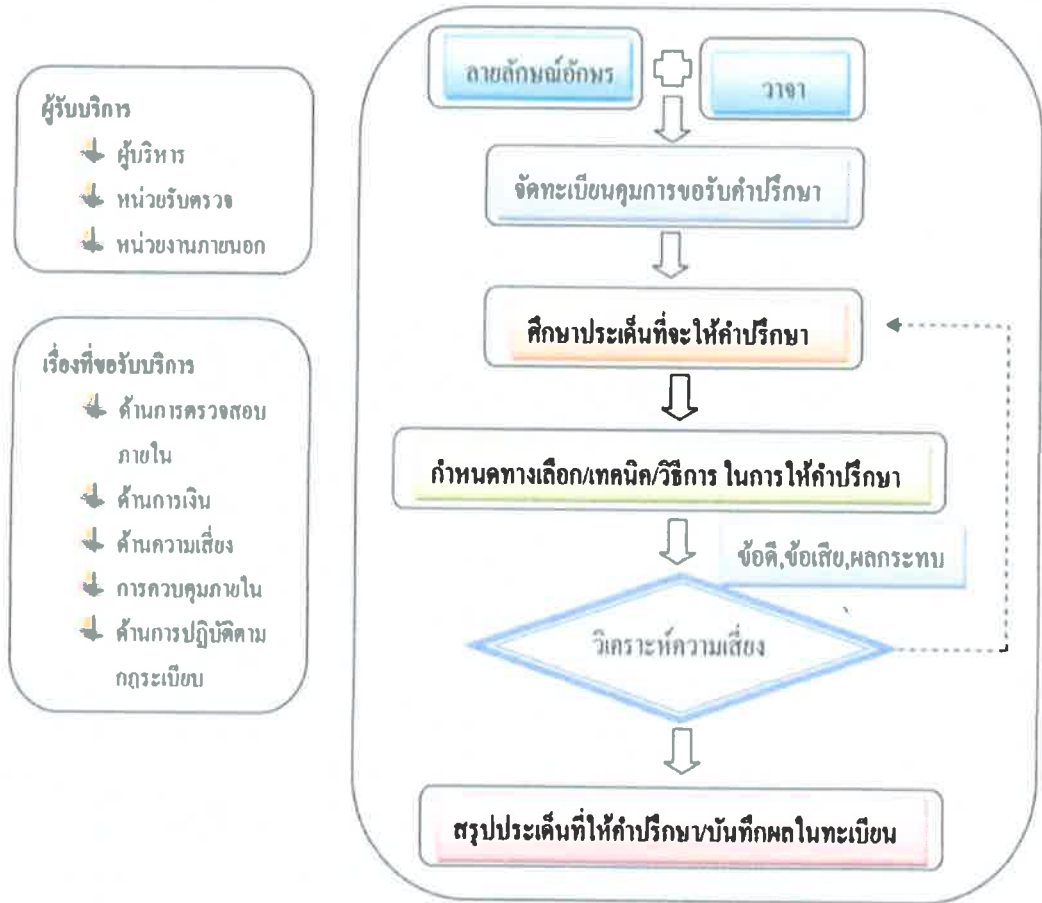 ผู้รับบริการ
ผู้บริหาร
หน่วยรับตรวจ
หน่วยงานภายนอก
เรื่องที่ขอรับบริการ
ด้านการตรวจสอบ
ภายใน
ด้านการเงิน
ด้านความเสี่ยง
การควบคุมภายใน
ด้านการปฏิบัติตาม
กฎระเบียบ
ลายลักษณ์อักษร
วาจา
จัดทะเบียนคุมการขอรับคำปรึกษา
ศึกษาประเด็นที่จะให้คำปรึกษา
กำหนดทางเลือก/เทคนิค/วิธีการ ในการให้คำปรึกษา
ข้อดี,ข้อเสีย,ผลกระทบ
วิเคราะห์ความเสี่ยง
สรุปประเด็นที่ให้คำปรึกษา/บันทึกผลในทะเบียน